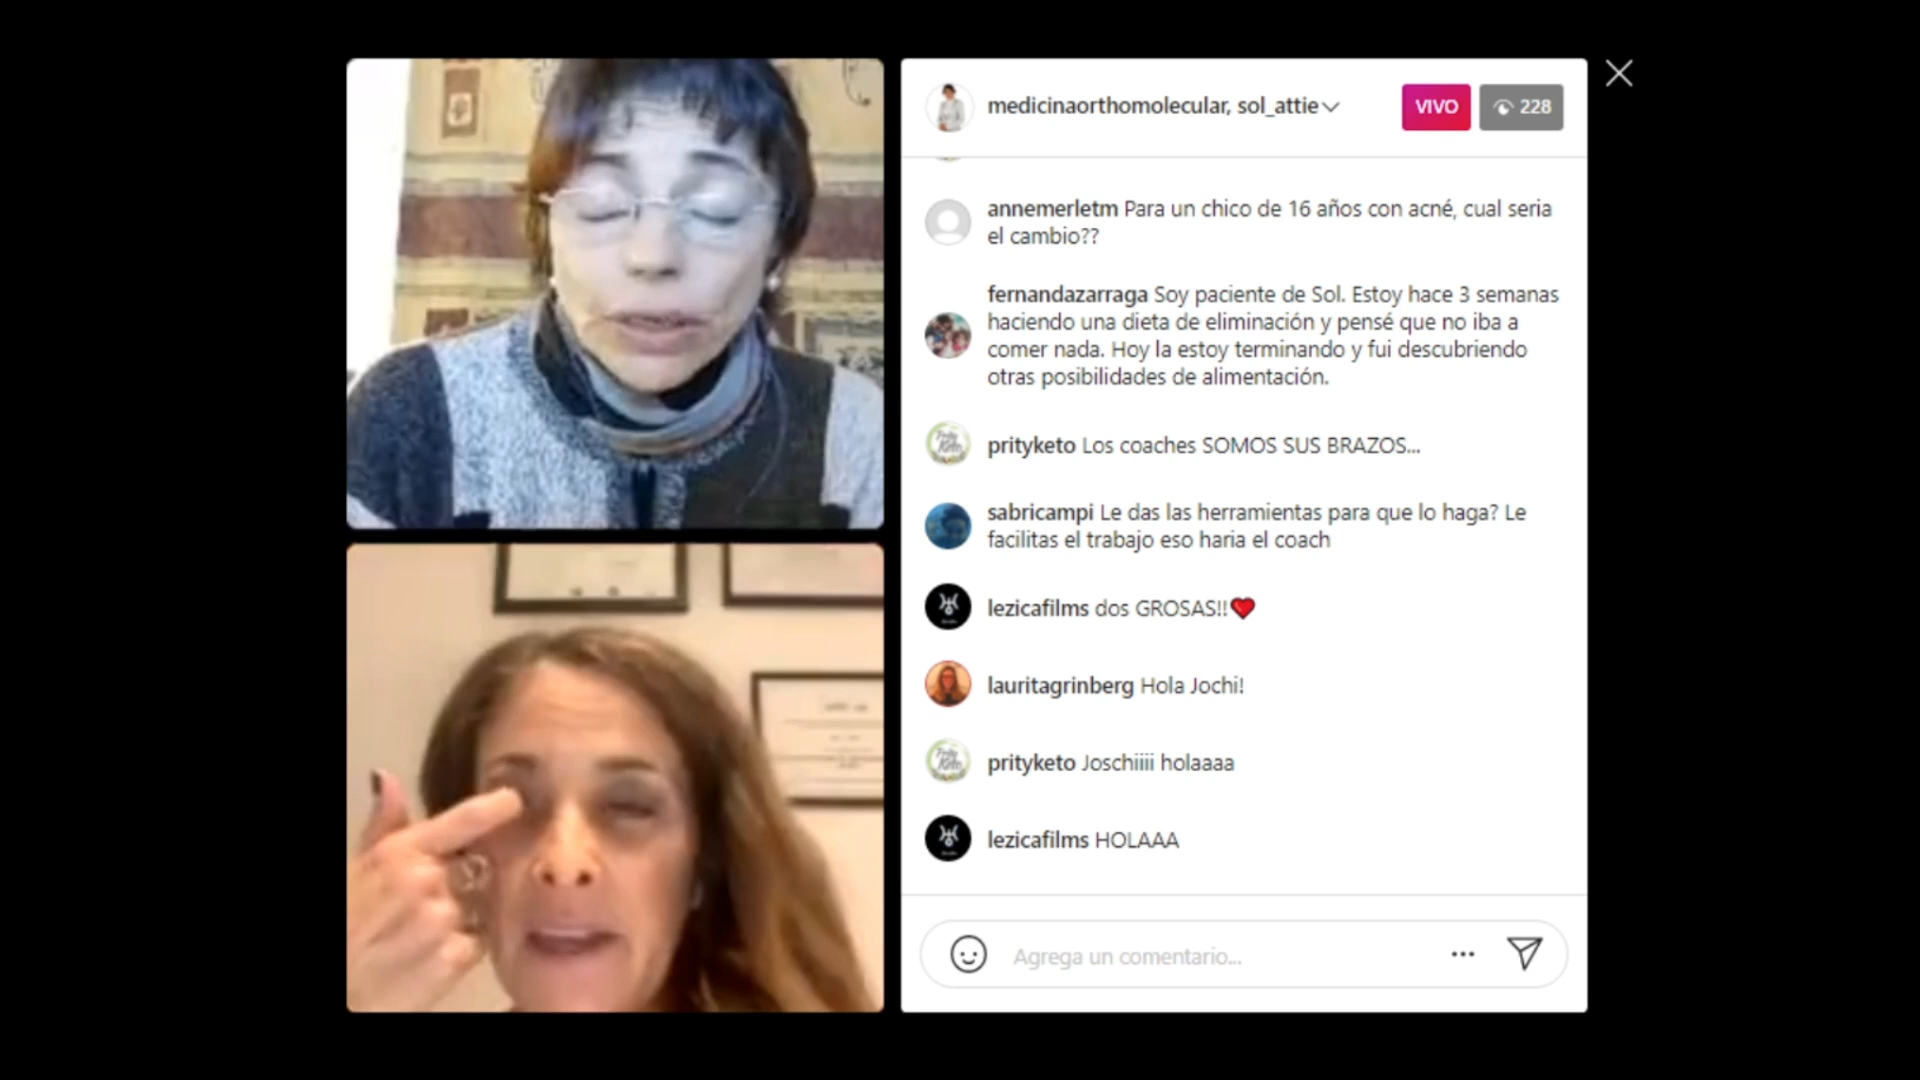 medicinaorthomolecular, sol_attie
VIVO
228
annemerletm Para un chico de 16 años con acné, cual seria
el cambio??
fernandazarraga Soy paciente de Sol. Estoy hace 3 semanas
haciendo una dieta de eliminación y pensé que no iba a
comer nada. Hoy la estoy terminando y fui descubriendo
otras posibilidades de alimentación.
prityketo Los coaches SOMOS SUS BRAZOS...
sabricampi Le das las herramientas para que lo haga? Le
facilitas el trabajo eso haria el coach
lezicafilms dos GROSAS!!❤️
lauritagrinberg Hola Jochi!
prityketo Joschiiii holaaaa
lezicafilms HOLAAA
Agrega un comentario...